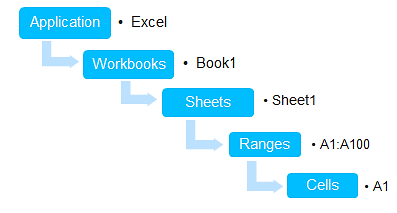 Application • Excel
Workbooks • Book1
Sheets • Sheet1
Ranges • A1:A100
Cells • A1